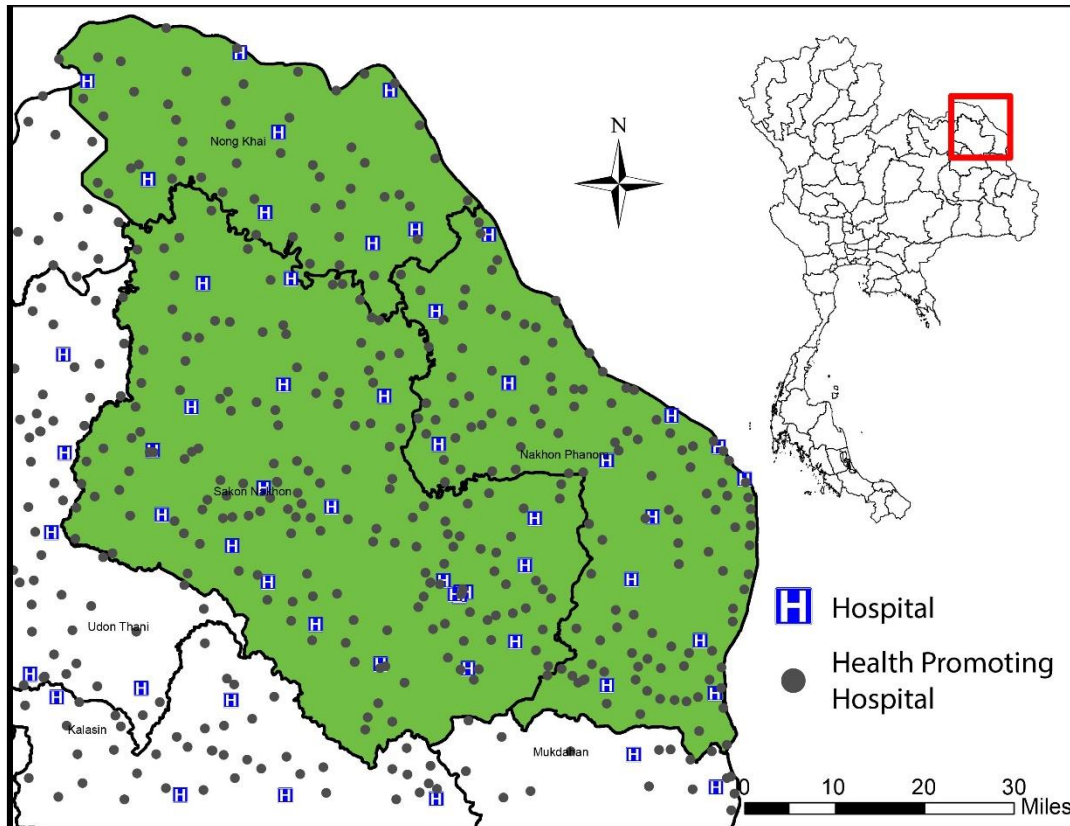 N
Nong Khai
Nakhon Phanom
Sakon Nakhon
Udon Thani
Kalasin
Mukdahan
H Hospital
Health Promoting
Hospital
0 10 20 30
Miles